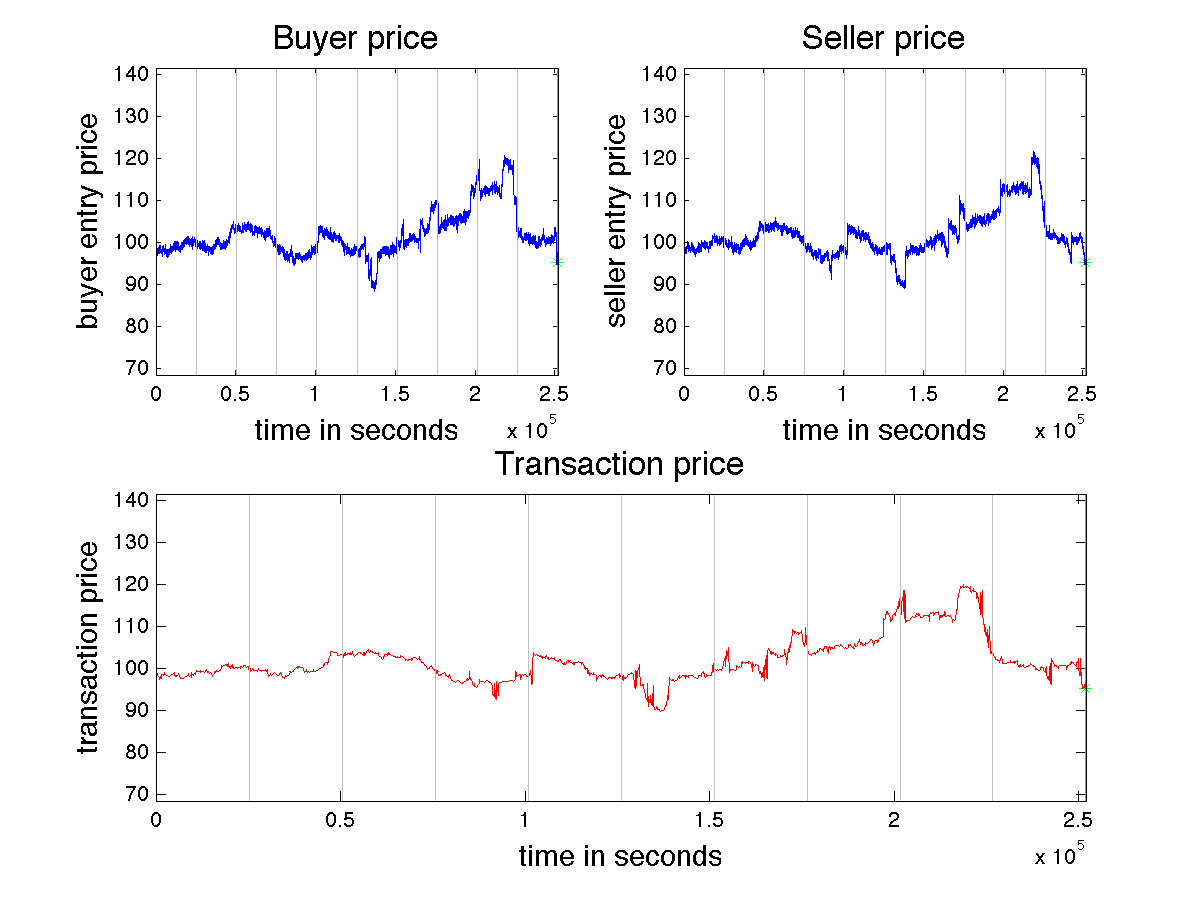 Buyer price
140
130
120
110
100
90
80
70
buyer entry price
0 0.5 1 1.5 2 2.5
time in seconds
x 10^5
Seller price
140
130
120
110
100
90
80
70
seller entry price
0 0.5 1 1.5 2 2.5
time in seconds
x 10^5
Transaction price
140
130
120
110
100
90
80
70
transaction price
0 0.5 1 1.5 2 2.5
time in seconds
x 10^5